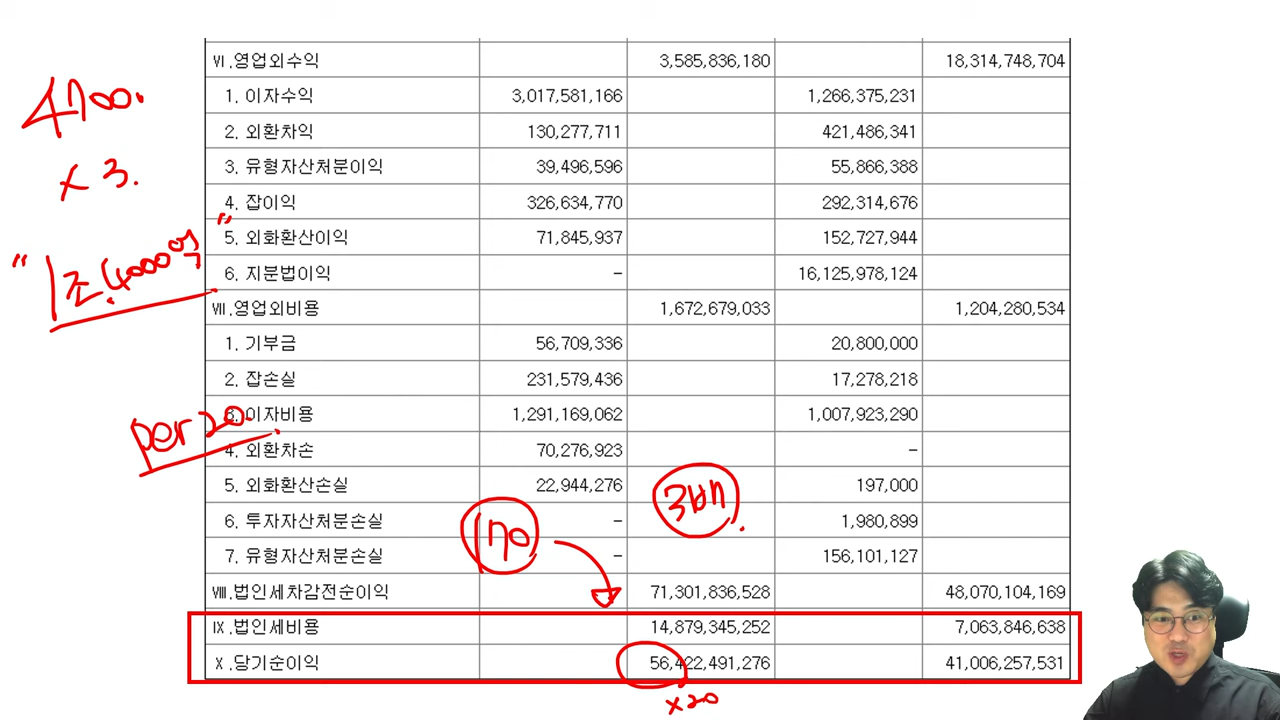 Ⅵ.영업외수익 3,585,836,180 18,314,748,704
4700.
1. 이자수익 3,017,581,166 1,266,375,231
2. 외환차익 130,277,711 421,486,341
3. 유형자산처분이익 39,496,596 55,866,388
x 3.
4. 잡이익 326,634,770 292,314,676
5. 외화환산이익 71,845,937 152,727,944
"1조 4000억"
6. 지분법이익 - 16,125,978,124
Ⅶ.영업외비용 1,672,679,033 1,204,280,534
1. 기부금 56,709,336 20,800,000
2. 잡손실 231,579,436 17,278,218
per 20.
3. 이자비용 1,291,169,062 1,007,923,290
4. 외환차손 70,276,923 -
5. 외화환산손실 22,944,276 197,000
3배.
6. 투자자산처분손실 - 1,980,899
170
7. 유형자산처분손실 - 156,101,127
Ⅷ.법인세차감전순이익 71,301,836,528 48,070,104,169
Ⅸ.법인세비용 14,879,345,252 7,063,846,638
Ⅹ.당기순이익 56,422,491,276 41,006,257,531
x20